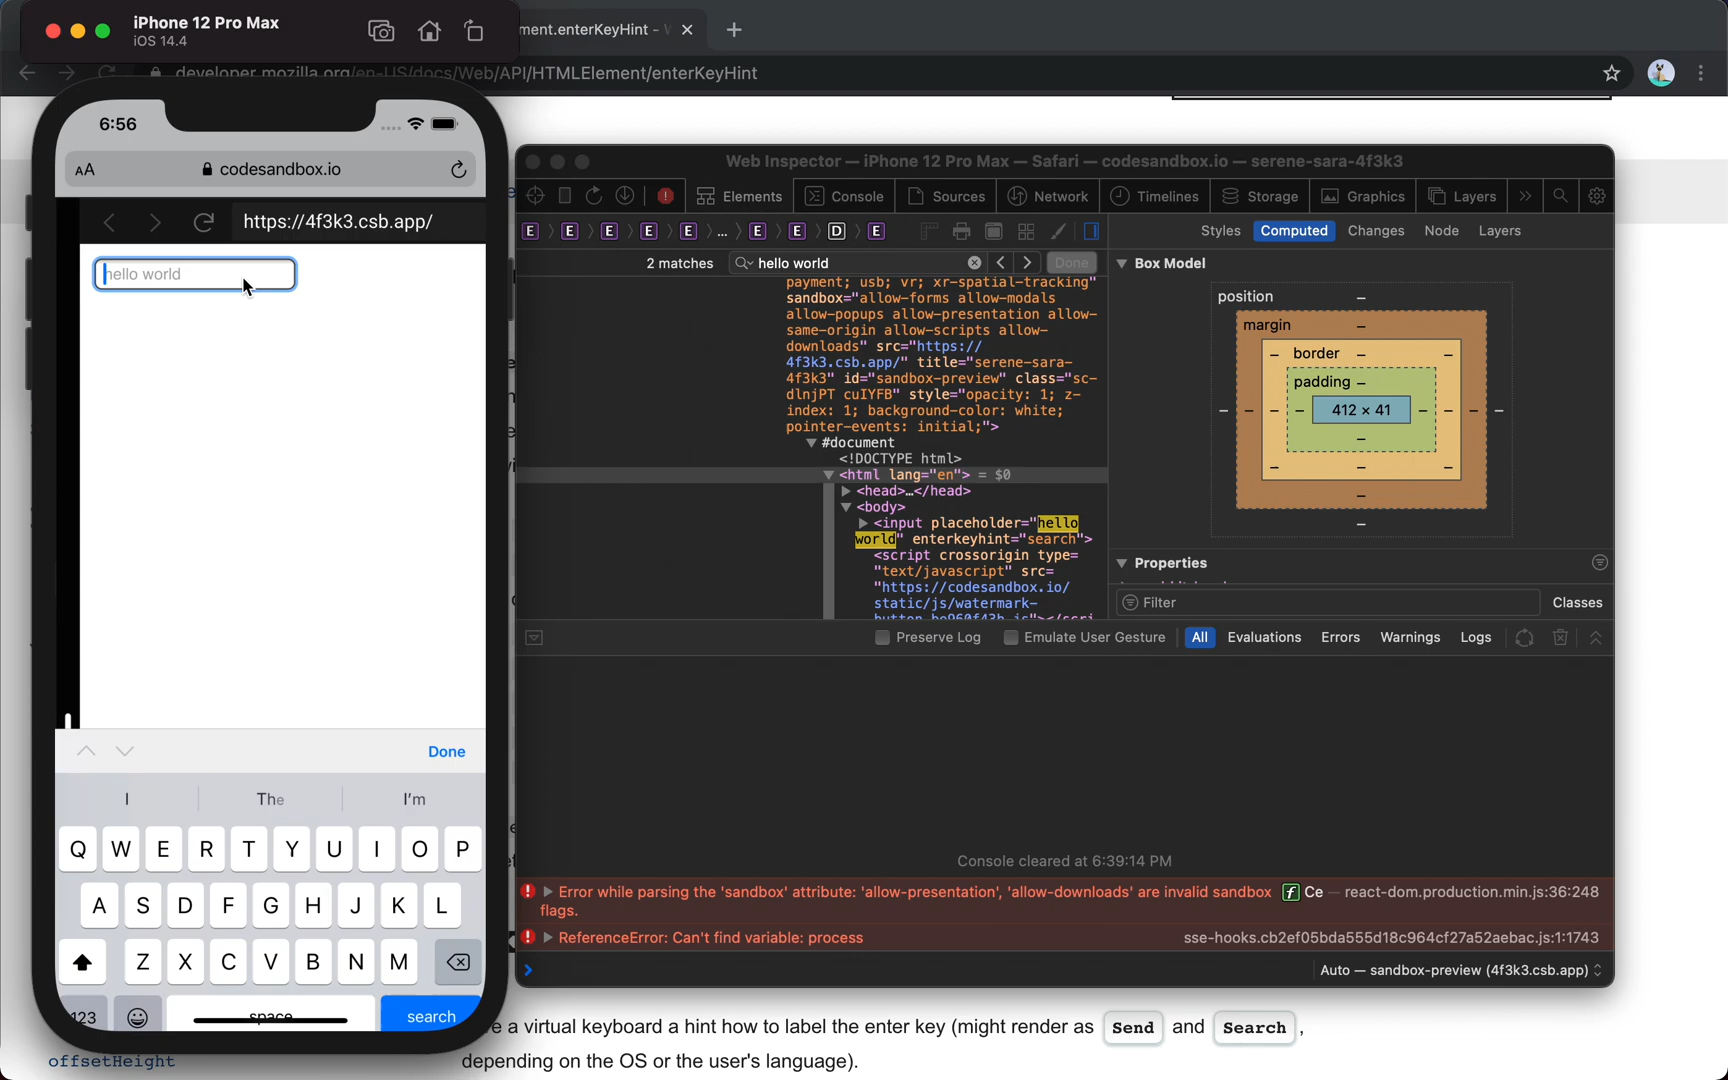 iPhone 12 Pro Max
iOS 14.4
ment.enterKeyHint -
developer.mozilla.org/en-US/docs/Web/API/HTMLElement/enterKeyHint
6:56
AA
codesandbox.io
https://4f3k3.csb.app/
hello world
Done
I
The
I'm
Q W E R T Y U I O P
A S D F G H J K L
Z X C V B N M
123
space
search
Web Inspector — iPhone 12 Pro Max — Safari — codesandbox.io — serene-sara-4f3k3
Elements
Console
Sources
Network
Timelines
Storage
Graphics
Layers
E E E E E ... E E D E
Styles
Computed
Changes
Node
Layers
2 matches
hello world
Done
payment; usb; vr; xr-spatial-tracking"
sandbox="allow-forms allow-modals
allow-popups allow-presentation allow-
same-origin allow-scripts allow-
downloads" src="https://
4f3k3.csb.app/" title="serene-sara-
4f3k3" id="sandbox-preview" class="sc-
dlnjPT cuIYFB" style="opacity: 1; z-
index: 1; background-color: white;
pointer-events: initial;">
#document
<!DOCTYPE html>
<html lang="en"> = $0
<head>…</head>
<body>
<input placeholder="hello
world" enterkeyhint="search">
<script crossorigin type=
"text/javascript" src=
"https://codesandbox.io/
static/js/watermark-
Box Model
position –
margin –
border –
padding –
412 × 41
Properties
Filter
Classes
Preserve Log
Emulate User Gesture
All
Evaluations
Errors
Warnings
Logs
Console cleared at 6:39:14 PM
Error while parsing the 'sandbox' attribute: 'allow-presentation', 'allow-downloads' are invalid sandbox
flags.
f Ce — react-dom.production.min.js:36:248
ReferenceError: Can't find variable: process
sse-hooks.cb2ef05bda555d18c964cf27a52aebac.js:1:1743
Auto — sandbox-preview (4f3k3.csb.app)
e a virtual keyboard a hint how to label the enter key (might render as Send and Search ,
offsetHeight
depending on the OS or the user's language).